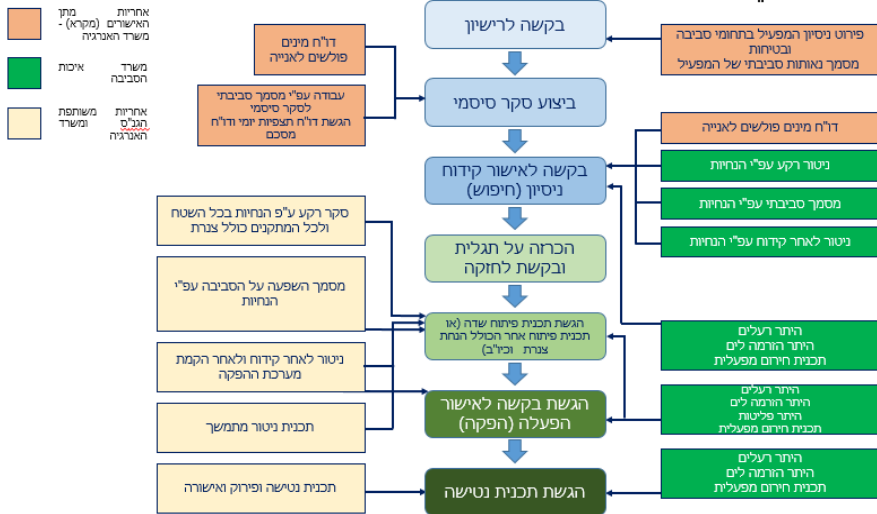 אחריות מתן
האישורים (מקרא) -
משרד האנרגיה
משרד איכות
הסביבה
אחריות משותפת
הגנ"ס ומשרד
האנרגיה
בקשה לרישיון
ביצוע סקר סיסמי
בקשה לאישור קידוח
ניסיון (חיפוש)
הכרזה על תגלית
ובקשת לחזקה
הגשת תכנית פיתוח שדה (או
תכנית פיתוח אחר הכולל הנחת
צנרת וכיו"ב)
הגשת בקשה לאישור
הפעלה (הפקה)
הגשת תכנית נטישה
פירוט ניסיון המפעיל בתחומי סביבה
ובטיחות
מסמך נאותות סביבתי של המפעיל
דו"ח מינים פולשים לאנייה
ניטור רקע עפ"י הנחיות
מסמך סביבתי עפ"י הנחיות
ניטור לאחר קידוח עפ"י הנחיות
היתר רעלים
היתר הזרמה לים
תכנית חירום מפעלית
היתר רעלים
היתר הזרמה לים
היתר פליטות
תכנית חירום מפעלית
היתר רעלים
היתר הזרמה לים
תכנית חירום מפעלית
דו"ח מינים
פולשים לאנייה
עבודה עפ"י מסמך סביבתי
לסקר סיסמי
הגשת דו"ח תצפיות יומי ודו"ח
מסכם
סקר רקע ע"פ הנחיות בכל השטח
ולכל המתקנים כולל צנרת
מסמך השפעה על הסביבה עפ"י
הנחיות
ניטור לאחר קידוח ולאחר הקמת
מערכת ההפקה
תכנית ניטור מתמשך
תכנית נטישה ופירוק ואישורה